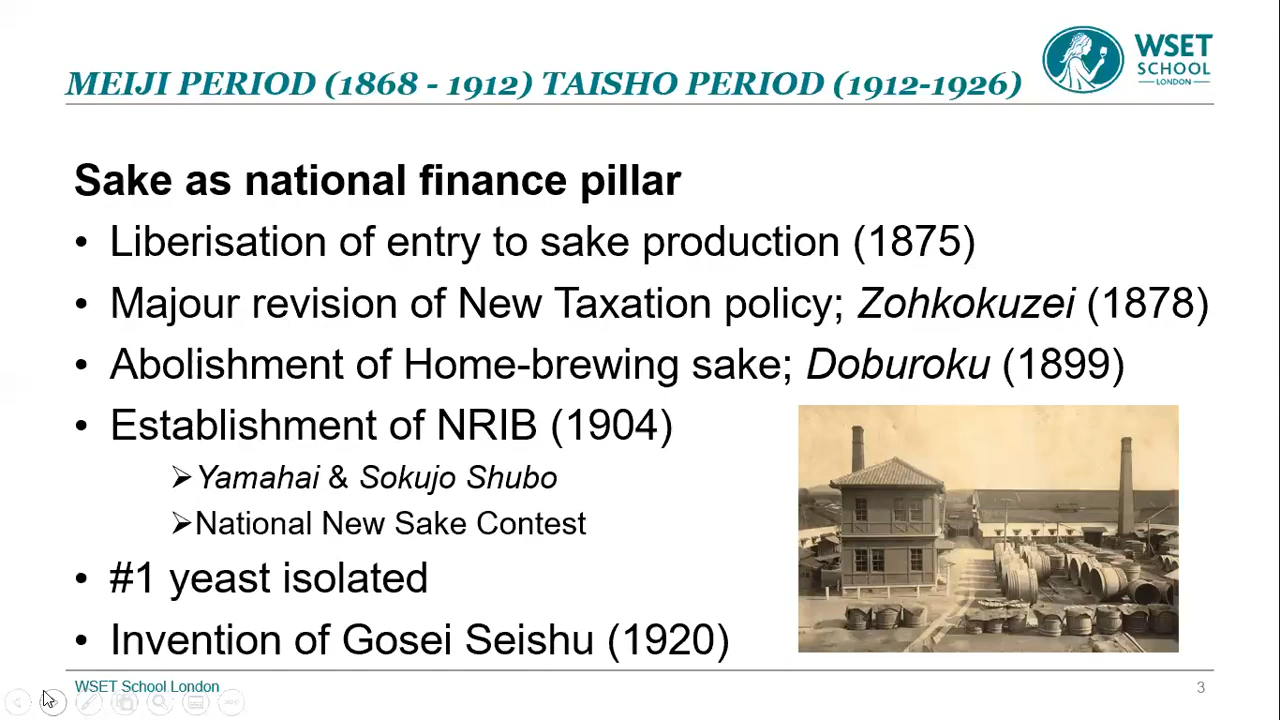 MEIJI PERIOD (1868 - 1912) TAISHO PERIOD (1912-1926)
WSET
SCHOOL
LONDON
Sake as national finance pillar
• Liberisation of entry to sake production (1875)
• Majour revision of New Taxation policy; Zohkokuzei (1878)
• Abolishment of Home-brewing sake; Doburoku (1899)
• Establishment of NRIB (1904)
➢Yamahai & Sokujo Shubo
➢National New Sake Contest
• #1 yeast isolated
• Invention of Gosei Seishu (1920)
WSET School London
3